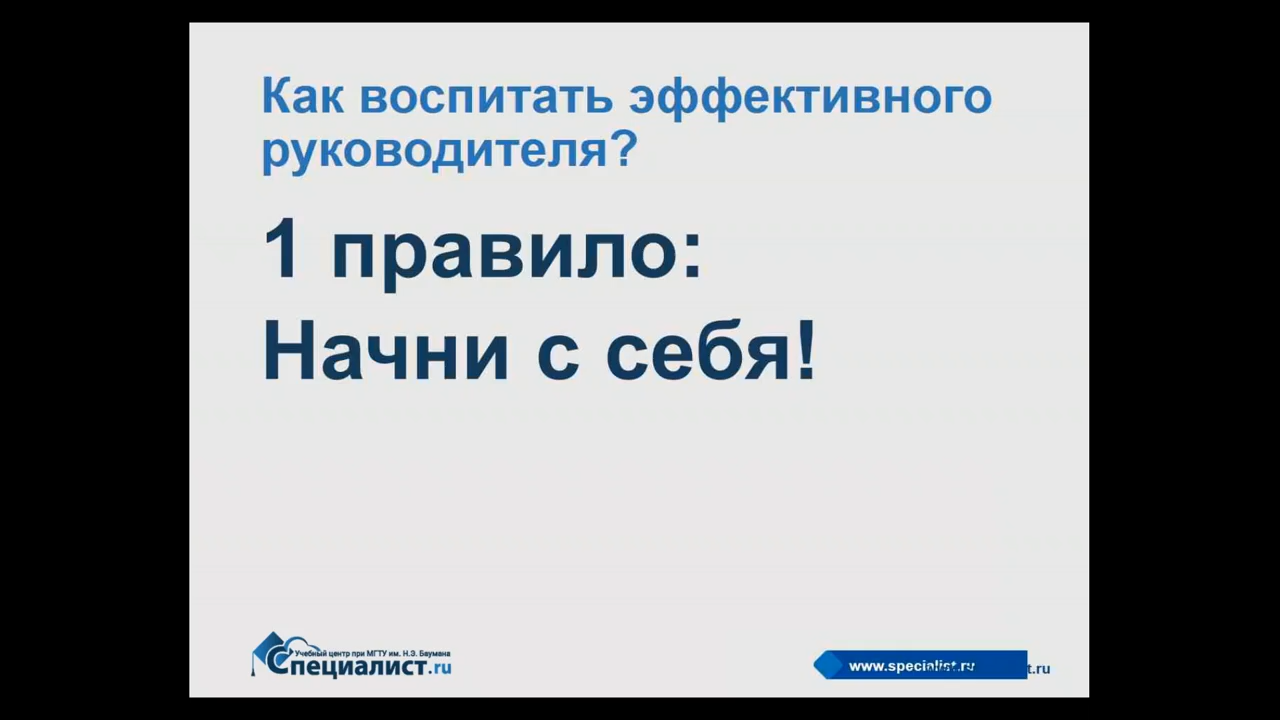 Как воспитать эффективного
руководителя?
1 правило:
Начни с себя!
Учебный центр при МГТУ им. Н.Э. Баумана
Специалист.ru
www.specialist.ru
t.ru